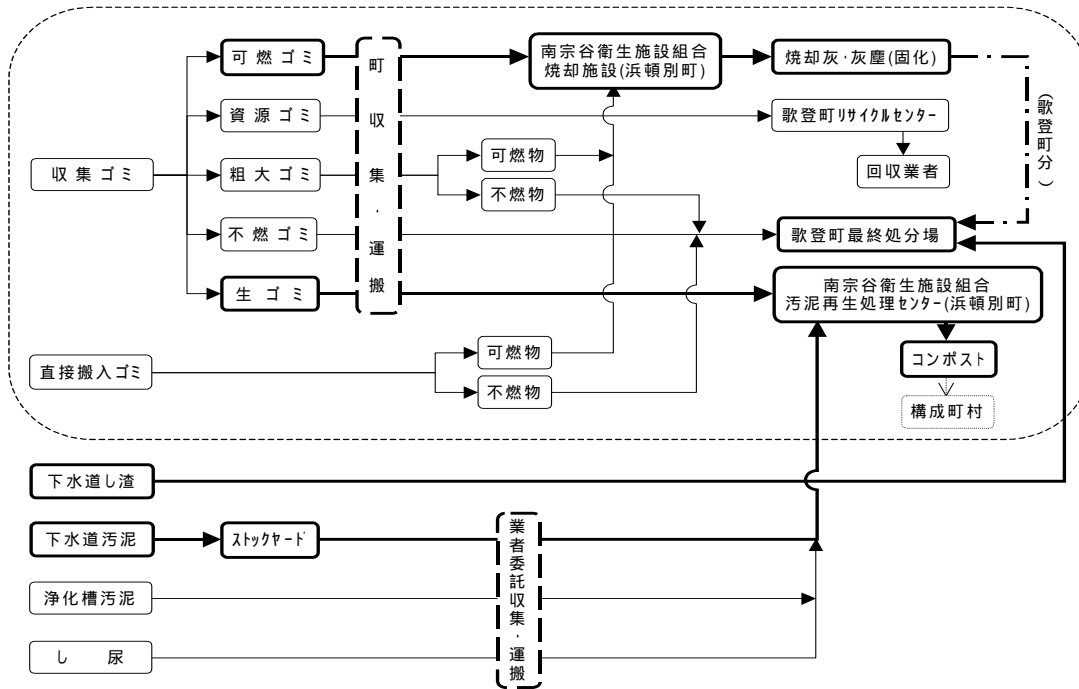 可燃ゴミ
町収集・運搬
南宗谷衛生施設組合
焼却施設(浜頓別町)
焼却灰・灰塵(固化)
(歌登町分)
資源ゴミ
歌登町ﾘｻｲｸﾙｾﾝﾀｰ
回収業者
収集ゴミ
粗大ゴミ
可燃物
不燃物
不燃ゴミ
歌登町最終処分場
生ゴミ
南宗谷衛生施設組合
汚泥再生処理ｾﾝﾀｰ(浜頓別町)
直接搬入ゴミ
可燃物
不燃物
コンポスト
構成町村
下水道し渣
下水道汚泥
ｽﾄｯｸﾔｰﾄﾞ
業者委託収集・運搬
浄化槽汚泥
し尿